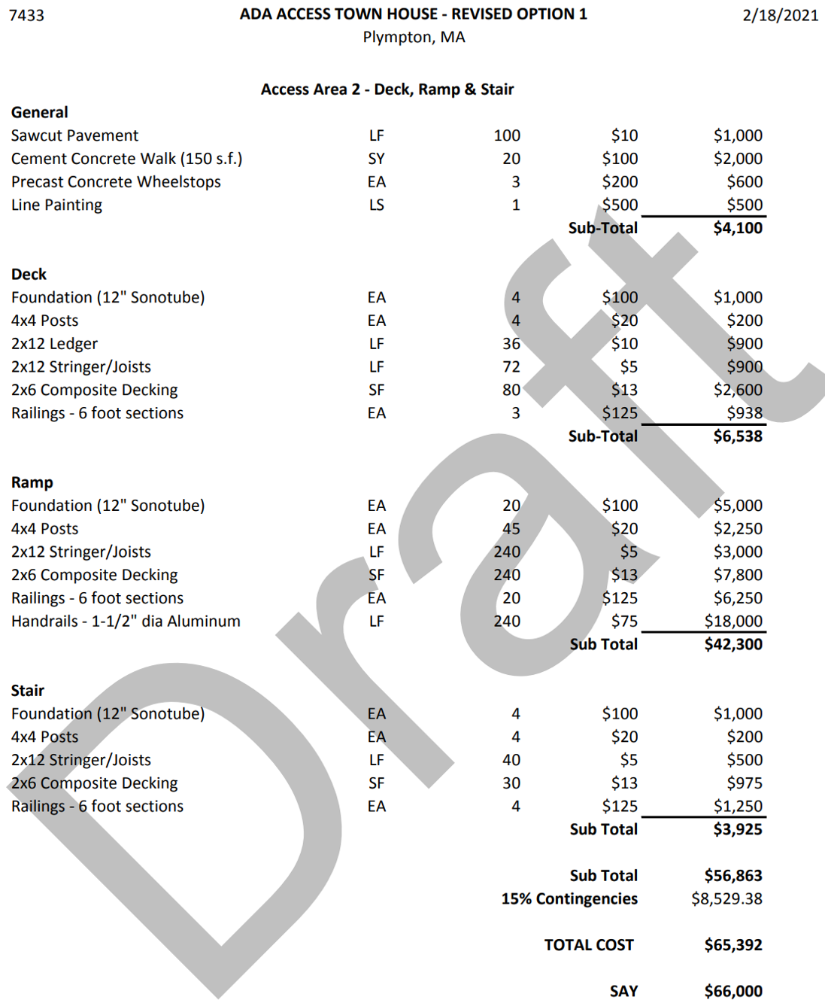 7433 ADA ACCESS TOWN HOUSE - REVISED OPTION 1 2/18/2021
Plympton, MA
Access Area 2 - Deck, Ramp & Stair
General
Sawcut Pavement LF 100 $10 $1,000
Cement Concrete Walk (150 s.f.) SY 20 $100 $2,000
Precast Concrete Wheelstops EA 3 $200 $600
Line Painting LS 1 $500 $500
Sub-Total $4,100
Deck
Foundation (12" Sonotube) EA 4 $100 $1,000
4x4 Posts EA 4 $20 $200
2x12 Ledger LF 36 $10 $900
2x12 Stringer/Joists LF 72 $5 $900
2x6 Composite Decking SF 80 $13 $2,600
Railings - 6 foot sections EA 3 $125 $938
Sub-Total $6,538
Ramp
Foundation (12" Sonotube) EA 20 $100 $5,000
4x4 Posts EA 45 $20 $2,250
2x12 Stringer/Joists LF 240 $5 $3,000
2x6 Composite Decking SF 240 $13 $7,800
Railings - 6 foot sections EA 20 $125 $6,250
Handrails - 1-1/2" dia Aluminum LF 240 $75 $18,000
Sub Total $42,300
Stair
Foundation (12" Sonotube) EA 4 $100 $1,000
4x4 Posts EA 4 $20 $200
2x12 Stringer/Joists LF 40 $5 $500
2x6 Composite Decking SF 30 $13 $975
Railings - 6 foot sections EA 4 $125 $1,250
Sub Total $3,925
Sub Total $56,863
15% Contingencies $8,529.38
TOTAL COST $65,392
SAY $66,000
Draft